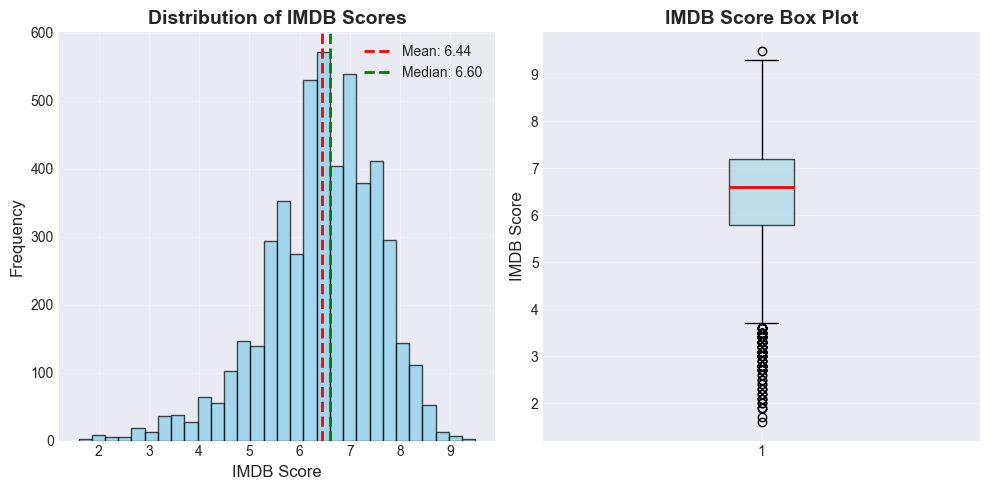 Distribution of IMDB Scores
600
500
400
300
200
100
0
Frequency
Mean: 6.44
Median: 6.60
2 3 4 5 6 7 8 9
IMDB Score
IMDB Score Box Plot
9
8
7
6
5
4
3
2
IMDB Score
1